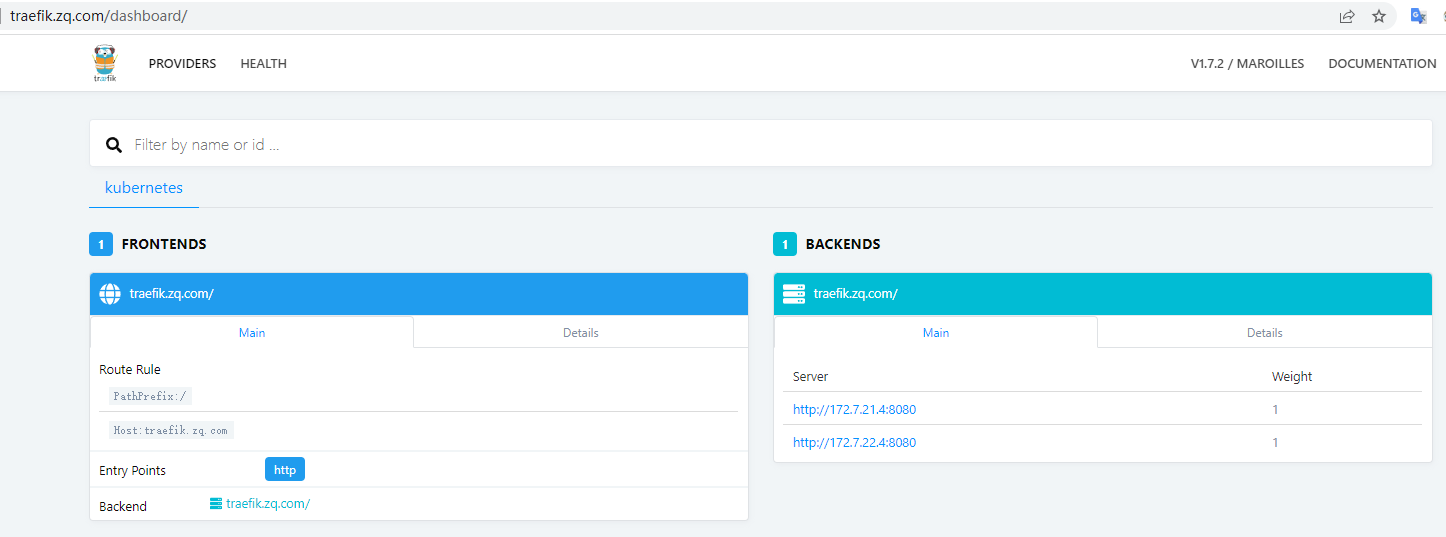 traefik.zq.com/dashboard/
træfik
PROVIDERS HEALTH V1.7.2 / MAROILLES DOCUMENTATION
Filter by name or id ...
kubernetes
1 FRONTENDS
traefik.zq.com/
Main Details
Route Rule
PathPrefix:/
Host:traefik.zq.com
Entry Points http
Backend traefik.zq.com/
1 BACKENDS
traefik.zq.com/
Main Details
Server Weight
http://172.7.21.4:8080 1
http://172.7.22.4:8080 1